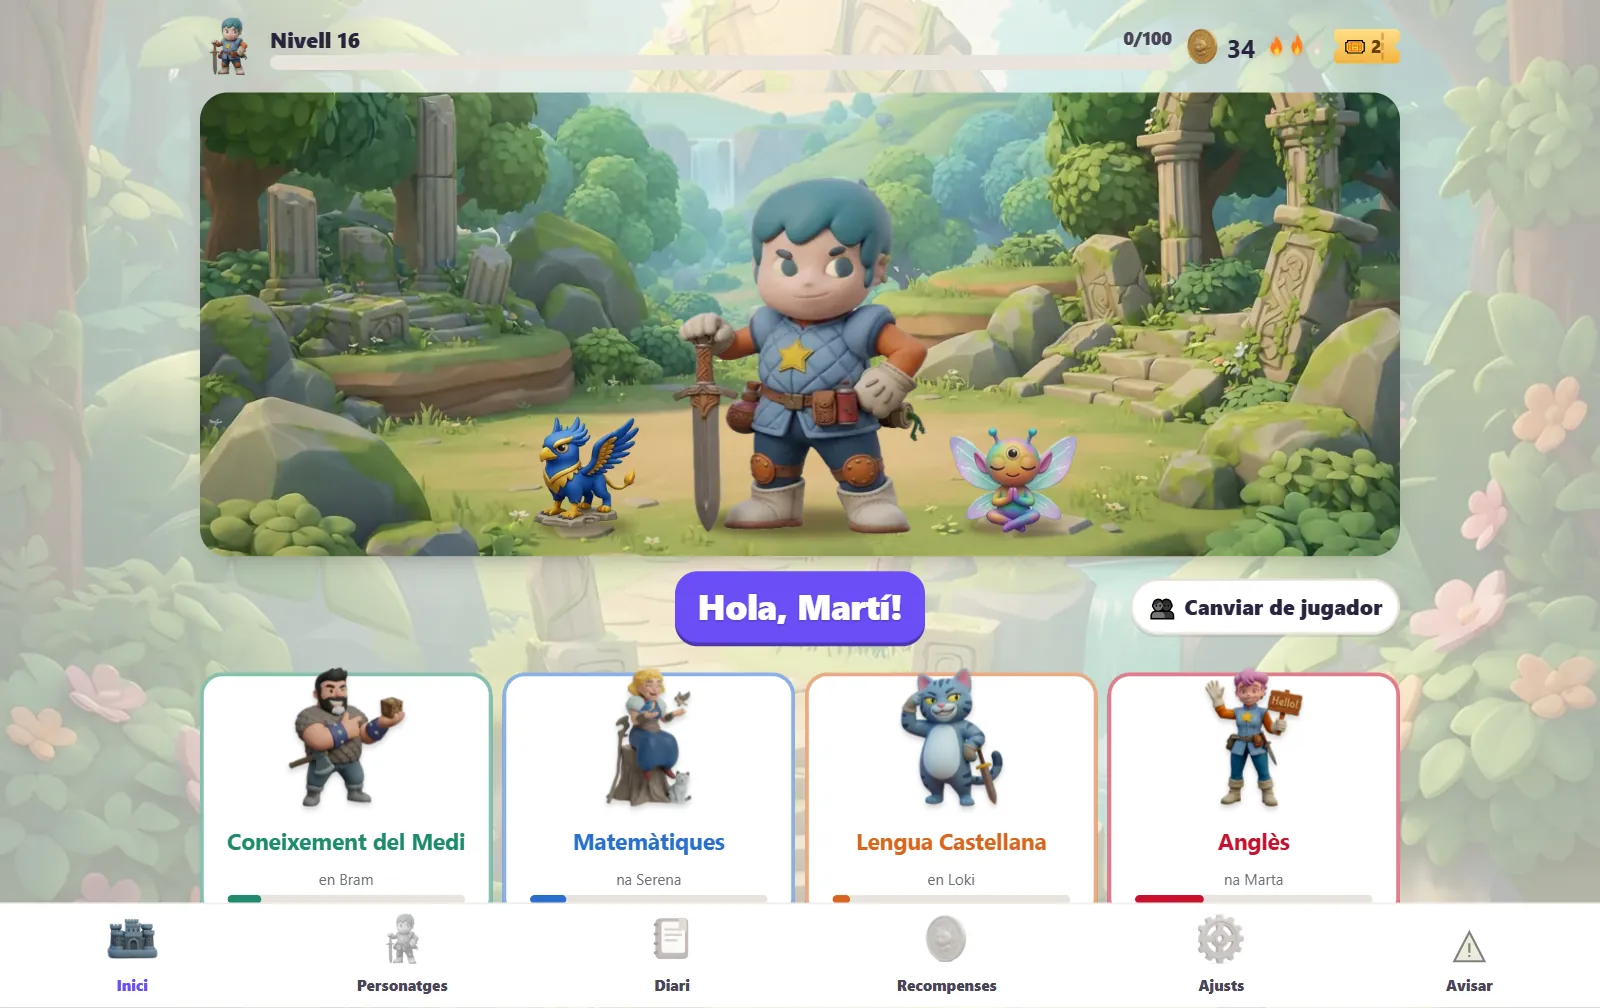 Nivell 16
0/100
34
2
Hola, Martí!
Canviar de jugador
Hello!
Coneixement del Medi
Matemàtiques
Lengua Castellana
Anglès
en Bram
na Serena
en Loki
na Marta
Inici
Personatges
Diari
Recompenses
Ajusts
Avisar